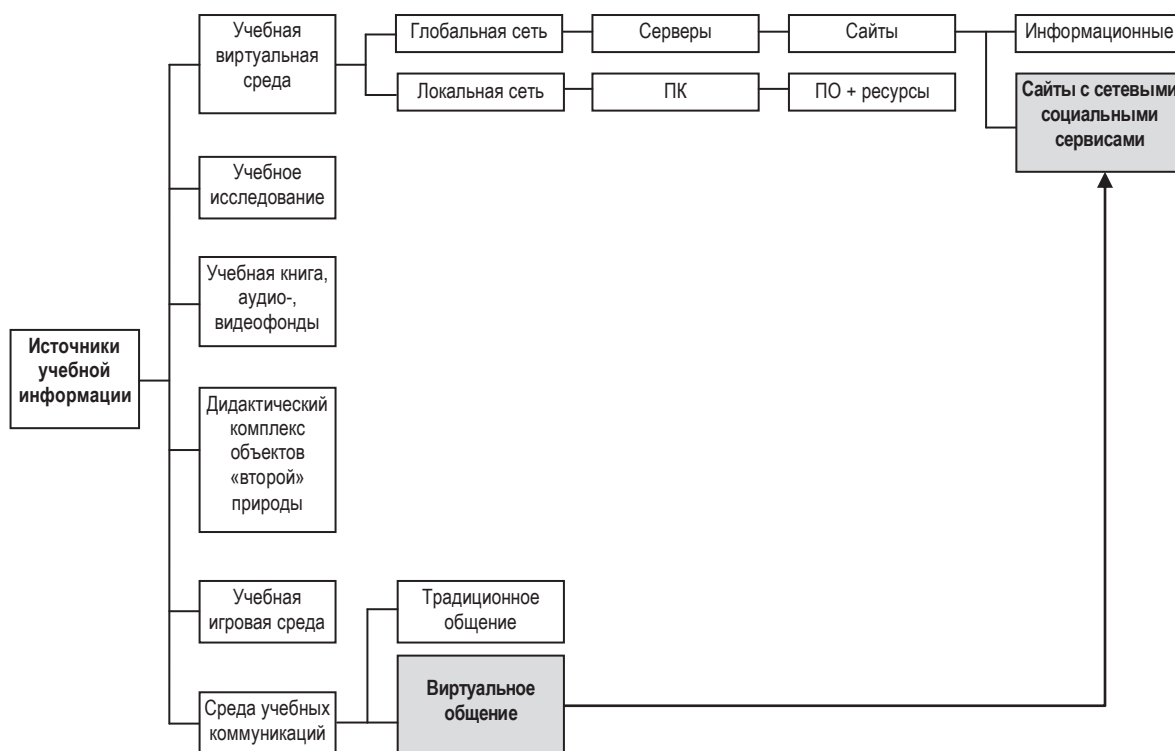 Учебная
виртуальная
среда
Глобальная сеть
Серверы
Сайты
Информационные
Локальная сеть
ПК
ПО + ресурсы
Сайты с сетевыми
социальными
сервисами
Учебное
исследование
Учебная книга,
аудио-,
видеофонды
Источники
учебной
информации
Дидактический
комплекс
объектов
«второй»
природы
Учебная
игровая среда
Традиционное
общение
Среда учебных
коммуникаций
Виртуальное
общение